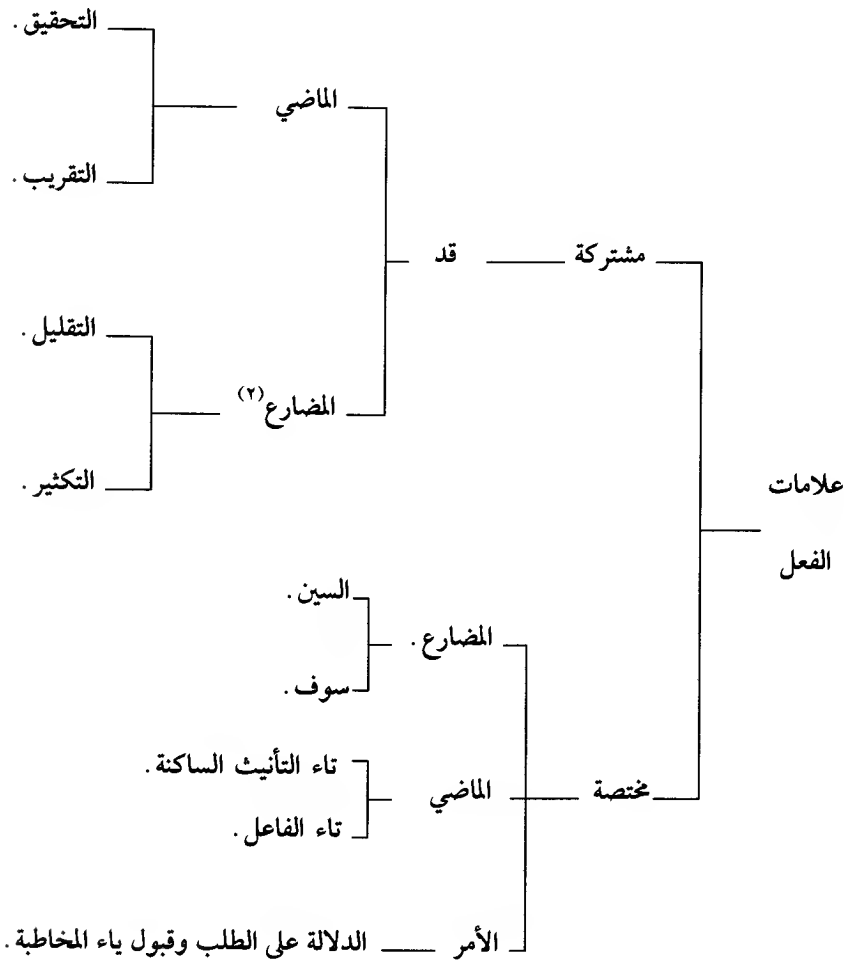 التحقيق.
الماضي
التقريب.
مشتركة
قد
التقليل.
المضارع(٢)
التكثير.
علامات
الفعل
السين.
المضارع.
سوف.
تاء التأنيث الساكنة.
مختصة
الماضي
تاء الفاعل.
الأمر
الدلالة على الطلب وقبول ياء المخاطبة.